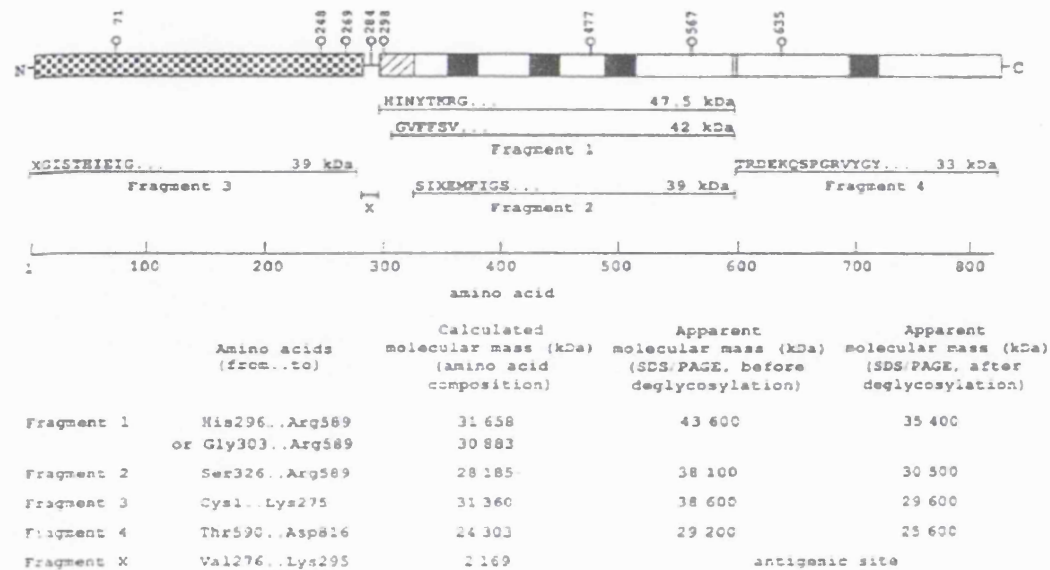 71 248 269 284 298 477 567 635
N C
HINYTKRG... 47.5 kDa
GVFFSV... 42 kDa
Fragment 1
XGISTEIEIG... 39 kDa
TRDEKQSPGRVYGY... 33 kDa
Fragment 3
SIXEMFIGS... 39 kDa
Fragment 4
X
Fragment 2
1 100 200 300 400 500 600 700 800
amino acid
Amino acids (from..to)
Calculated molecular mass (kDa) (amino acid composition)
Apparent molecular mass (kDa) (SDS/PAGE, before deglycosylation)
Apparent molecular mass (kDa) (SDS/PAGE, after deglycosylation)
Fragment 1 His296..Arg589 31 658 43 600 35 400
or Gly303..Arg589 30 883
Fragment 2 Ser326..Arg589 28 185 38 100 30 500
Fragment 3 Cys1..Lys275 31 360 38 600 29 600
Fragment 4 Thr590..Asp816 24 303 29 200 25 600
Fragment X Val276..Lys295 2 169 antigenic site